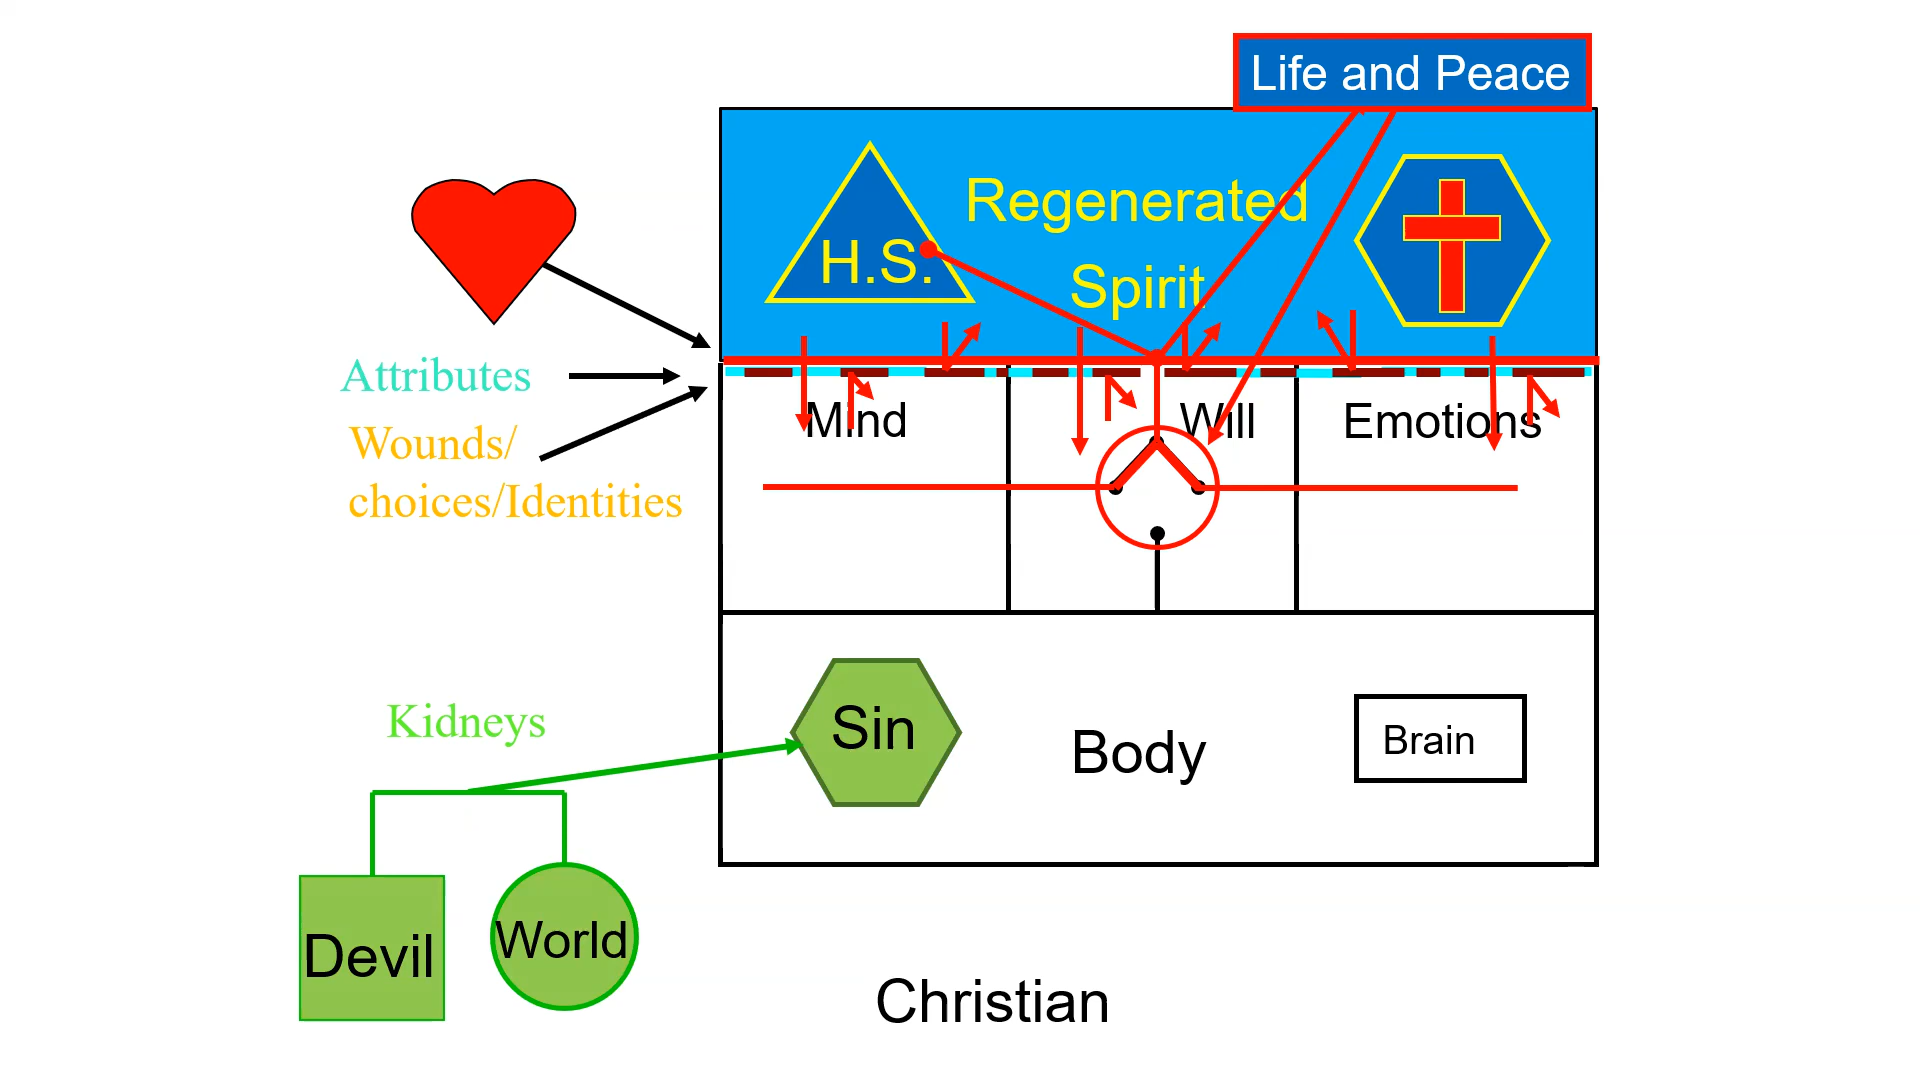 Life and Peace
Regenerated
Spirit
H.S.
Attributes
Wounds/
choices/Identities
Mind
Will
Emotions
Kidneys
Sin
Body
Brain
Devil
World
Christian